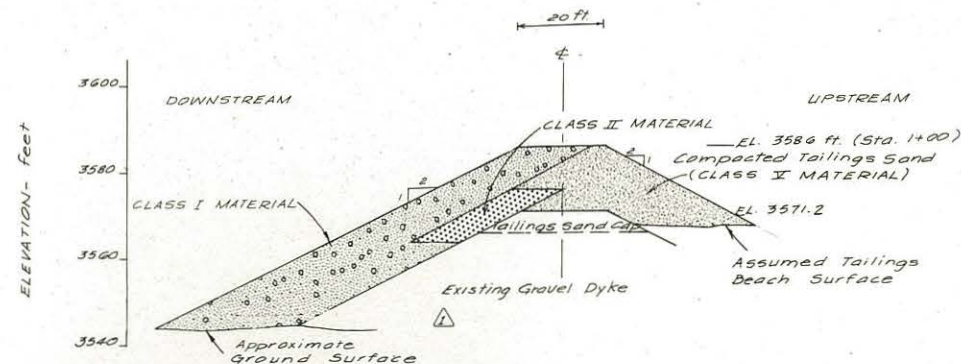 20 ft.
℄
3600
DOWNSTREAM
UPSTREAM
CLASS II MATERIAL
EL. 3586 ft. (Sta. 1+00)
2
1
Compacted Tailings Sand
(CLASS V MATERIAL)
3580
2
1
CLASS I MATERIAL
EL. 3571.2
Tailings Sand Cap
3560
Assumed Tailings
Beach Surface
Existing Gravel Dyke
1
3540
Approximate
Ground Surface
ELEVATION - feet